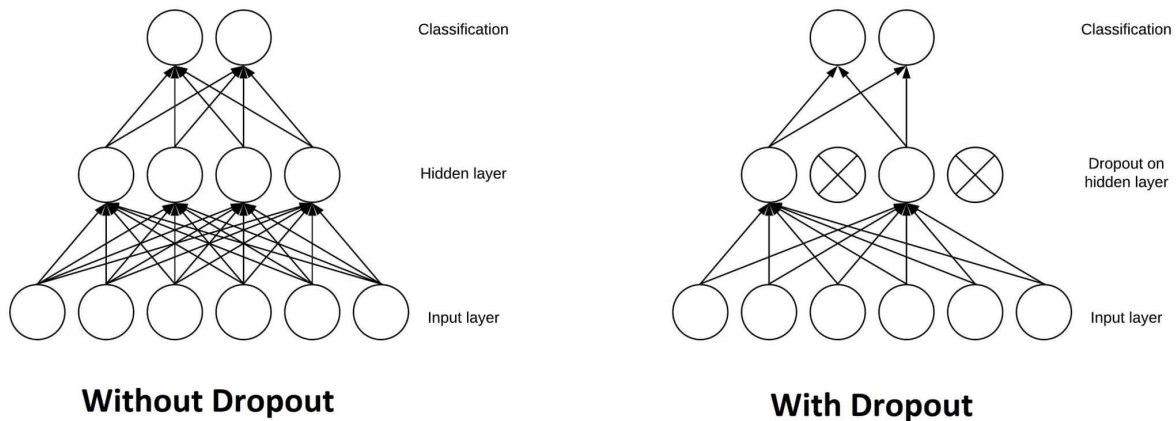 Classification
Hidden layer
Input layer
Without Dropout
Classification
Dropout on
hidden layer
Input layer
With Dropout